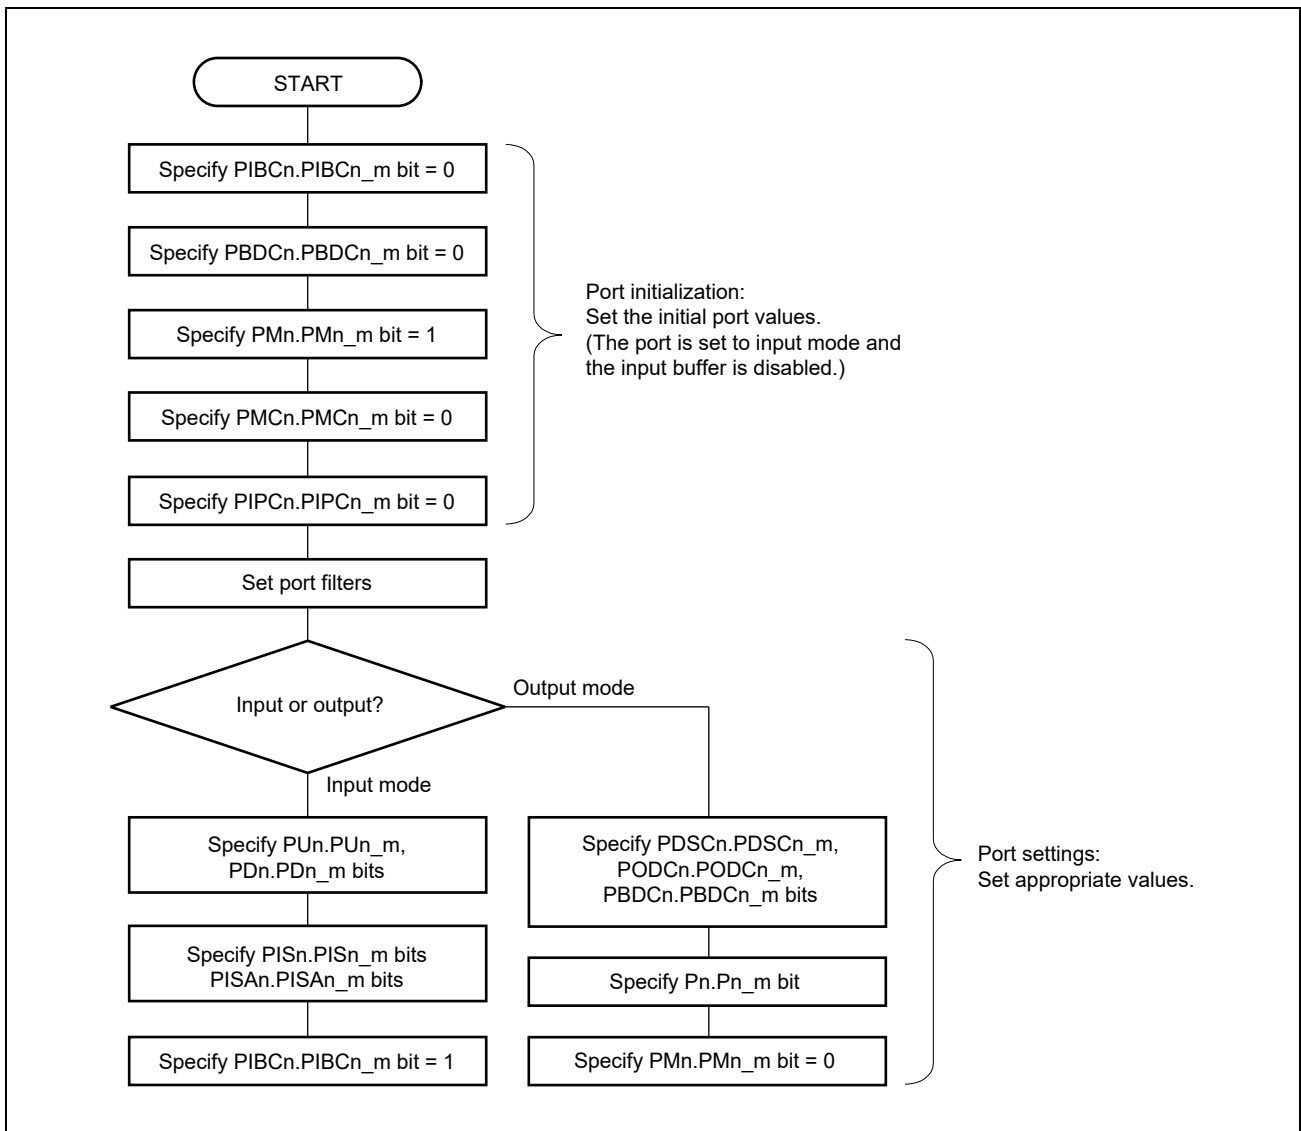 START
Specify PIBCn.PIBCn_m bit = 0
Specify PBDCn.PBDCn_m bit = 0
Specify PMn.PMn_m bit = 1
Specify PMCn.PMCn_m bit = 0
Specify PIPCn.PIPCn_m bit = 0
Port initialization:
Set the initial port values.
(The port is set to input mode and
the input buffer is disabled.)
Set port filters
Input or output?
Output mode
Input mode
Specify PUn.PUn_m,
PDn.PDn_m bits
Specify PISn.PISn_m bits
PISAn.PISAn_m bits
Specify PIBCn.PIBCn_m bit = 1
Specify PDSCn.PDSCn_m,
PODCn.PODCn_m,
PBDCn.PBDCn_m bits
Specify Pn.Pn_m bit
Specify PMn.PMn_m bit = 0
Port settings:
Set appropriate values.